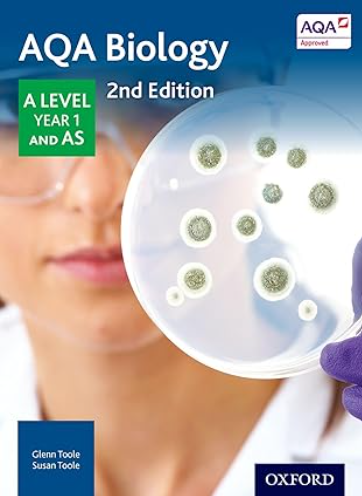 AQA Biology
AQA
Approved
2nd Edition
A LEVEL
YEAR 1
AND AS
Glenn Toole
Susan Toole
OXFORD